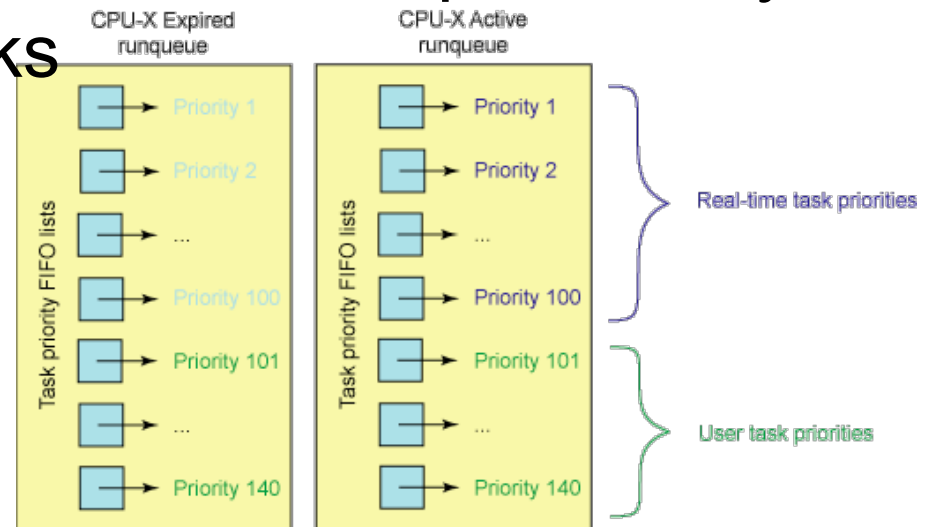 ks
CPU-X Expired
runqueue
CPU-X Active
runqueue
Task priority FIFO lists
Priority 1
Priority 2
...
Priority 100
Priority 101
...
Priority 140
Task priority FIFO lists
Priority 1
Priority 2
...
Priority 100
Priority 101
...
Priority 140
Real-time task priorities
User task priorities